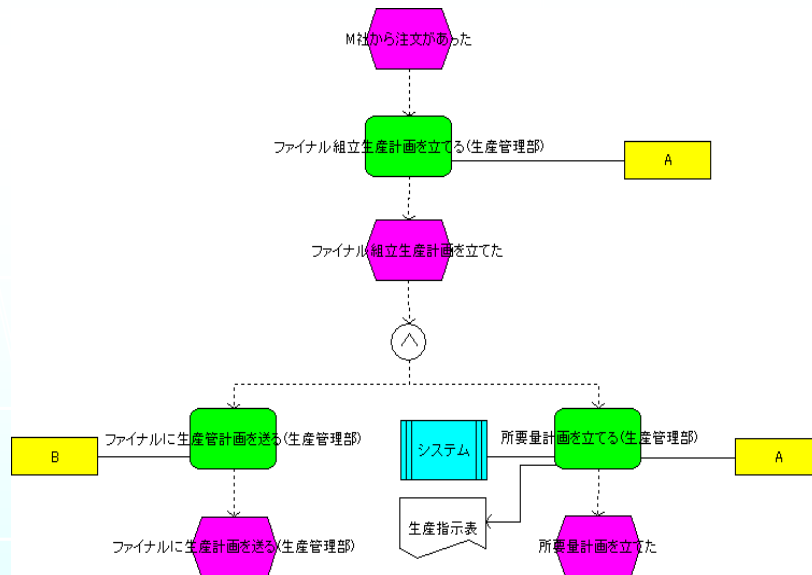 M社から注文があった
ファイナル組立生産計画を立てる(生産管理部)
A
ファイナル組立生産計画を立てた
ファイナルに生産管計画を送る(生産管理部)
B
システム
所要量計画を立てる(生産管理部)
A
生産指示表
ファイナルに生産計画を送る(生産管理部)
所要量計画を立てた